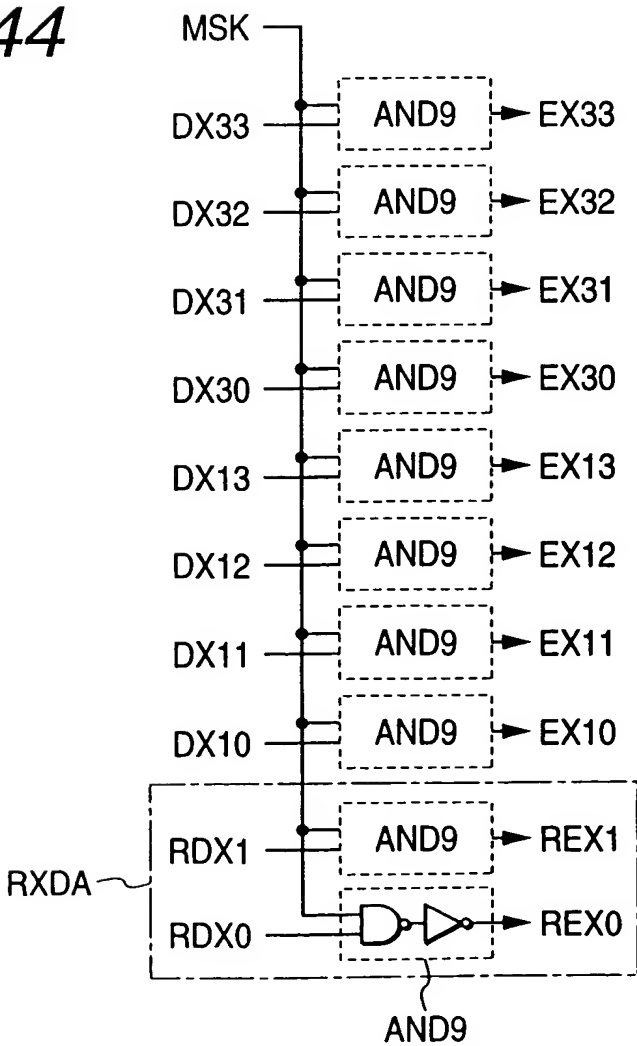 44
MSK
DX33 AND9 EX33
DX32 AND9 EX32
DX31 AND9 EX31
DX30 AND9 EX30
DX13 AND9 EX13
DX12 AND9 EX12
DX11 AND9 EX11
DX10 AND9 EX10
RDX1 AND9 REX1
RXDA
RDX0 REX0
AND9